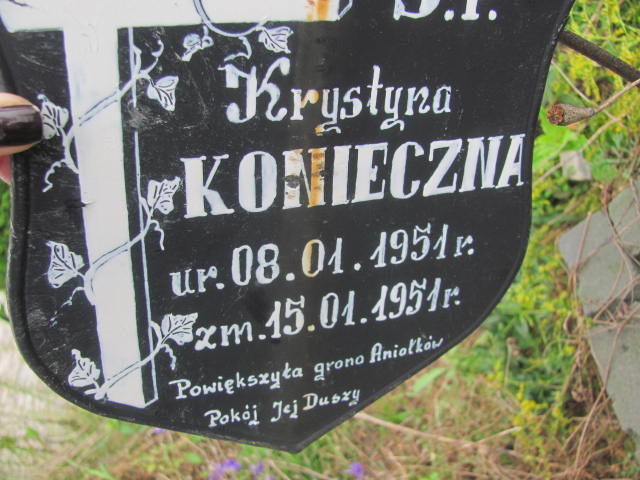 Ś.P.
Krystyna
KONIECZNA
ur. 08.01.1951 r.
zm. 15.01.1951 r.
Powiększyła grono Aniołków
Pokój Jej Duszy